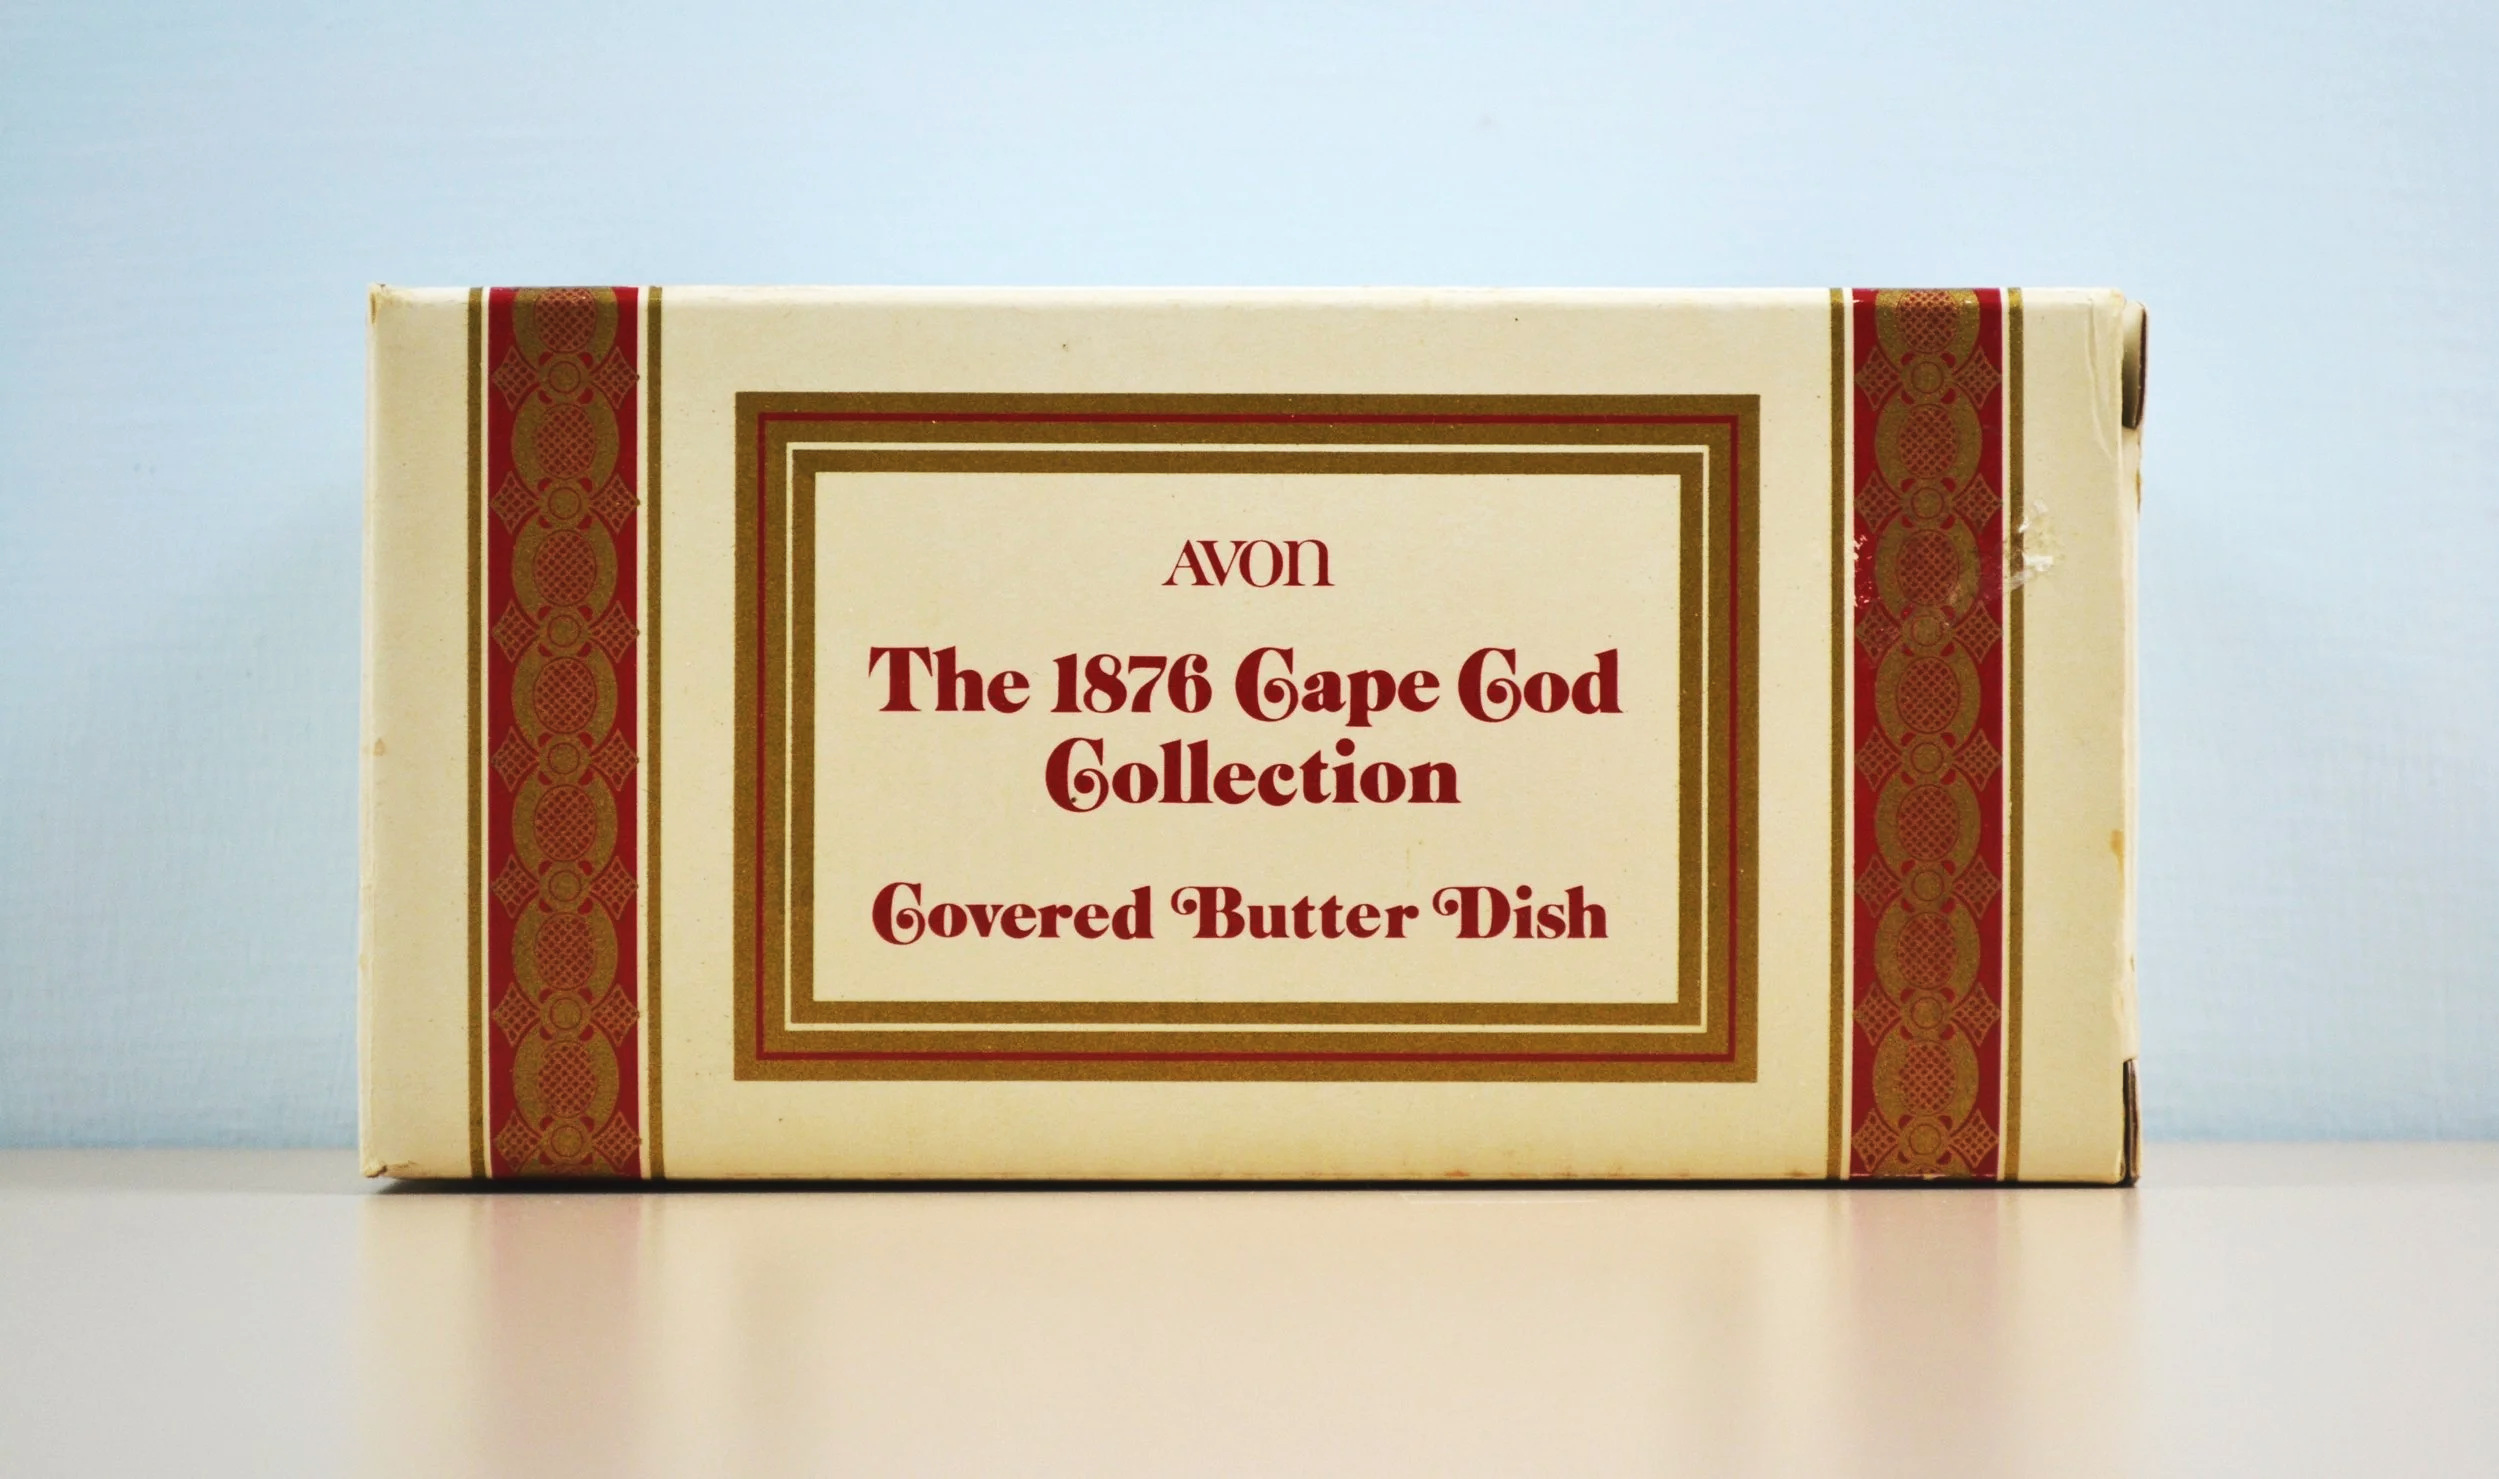 AVON
The 1876 Cape Cod
Collection
Covered Butter Dish